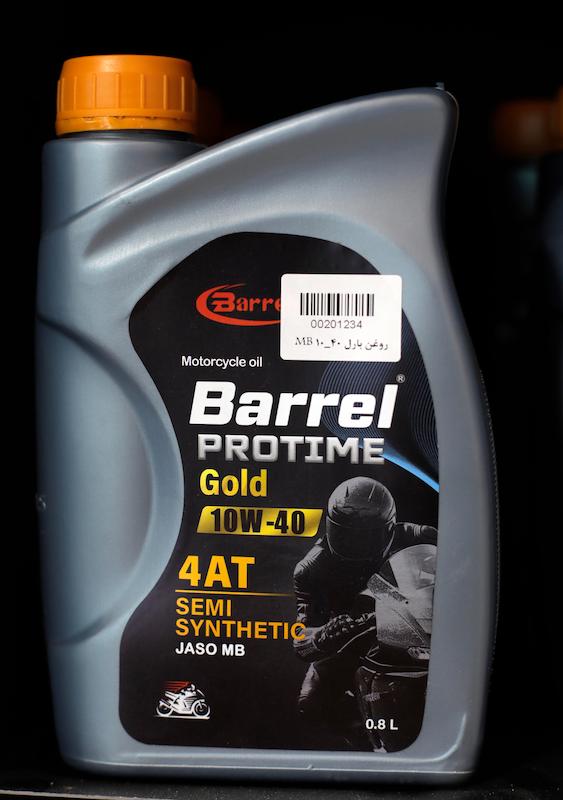 Barre
00201234
روغن بارل ۴۰_۱۰ MB
Motorcycle oil
Barrel®
PROTIME
Gold
10W-40
4AT
SEMI
SYNTHETIC
JASO MB
0.8 L